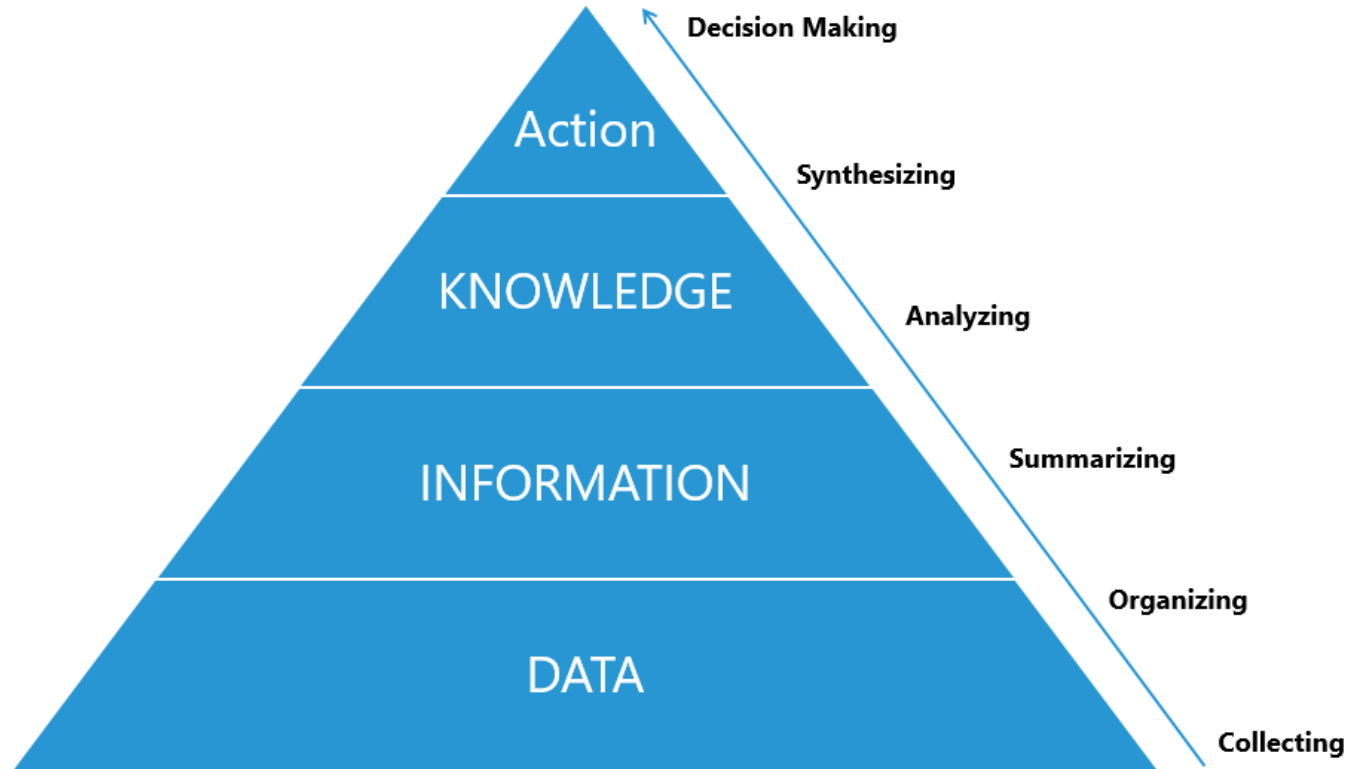 Decision Making
Action
Synthesizing
KNOWLEDGE
Analyzing
Summarizing
INFORMATION
Organizing
DATA
Collecting